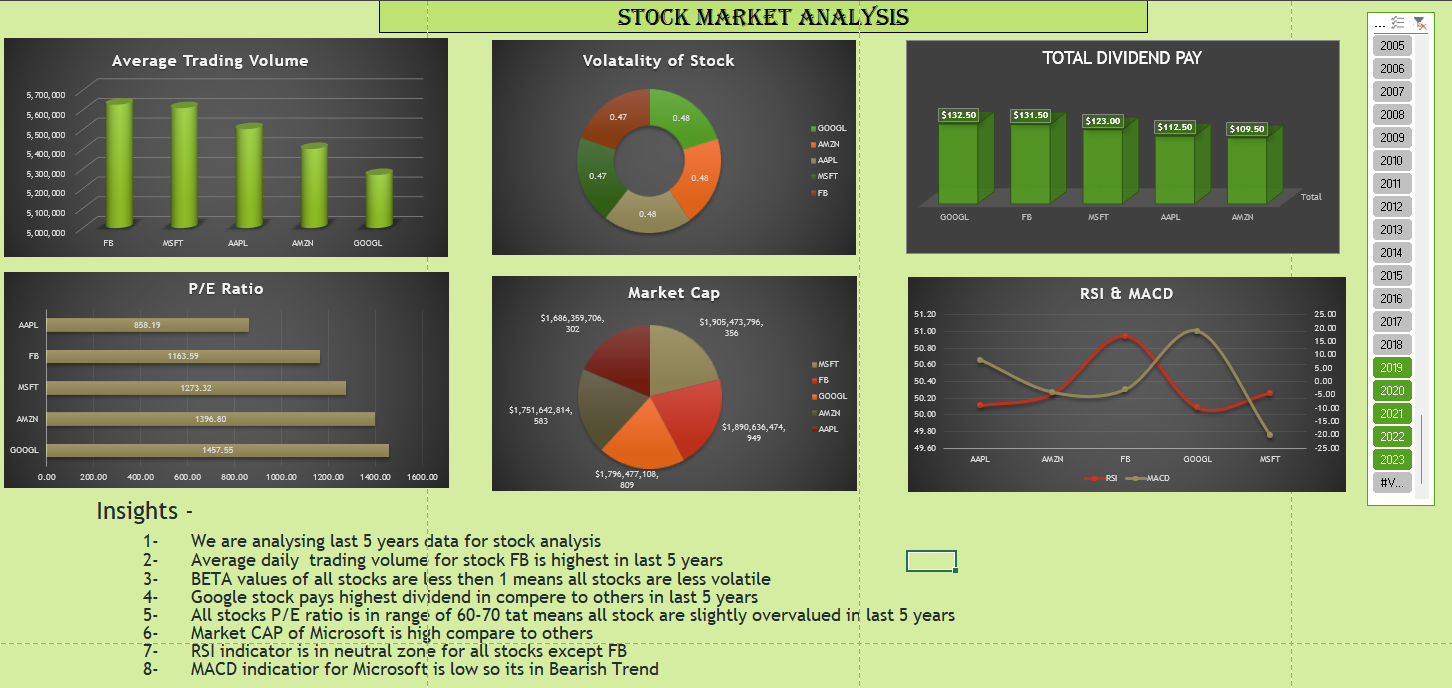 STOCK MARKET ANALYSIS
Average Trading Volume
5,700,000
5,600,000
5,500,000
5,400,000
5,300,000
5,200,000
5,100,000
5,000,000
FB MSFT AAPL AMZN GOOGL
Volatality of Stock
0.47 0.48
0.47 0.48
0.48
GOOGL
AMZN
AAPL
MSFT
FB
TOTAL DIVIDEND PAY
$132.50 $131.50 $123.00 $112.50 $109.50
Total
GOOGL FB MSFT AAPL AMZN
...
2005
2006
2007
2008
2009
2010
2011
2012
2013
2014
2015
2016
2017
2018
2019
2020
2021
2022
2023
#V...
P/E Ratio
AAPL 858.19
FB 1163.59
MSFT 1273.32
AMZN 1396.80
GOOGL 1457.55
0.00 200.00 400.00 600.00 800.00 1000.00 1200.00 1400.00 1600.00
Market Cap
$1,686,359,706,
302
$1,905,473,796,
356
$1,751,642,814,
583
$1,890,636,474,
949
$1,796,477,108,
809
MSFT
FB
GOOGL
AMZN
AAPL
RSI & MACD
51.20
51.00
50.80
50.60
50.40
50.20
50.00
49.80
49.60
25.00
20.00
15.00
10.00
5.00
0.00
-5.00
-10.00
-15.00
-20.00
-25.00
AAPL AMZN FB GOOGL MSFT
RSI MACD
Insights -
1- We are analysing last 5 years data for stock analysis
2- Average daily trading volume for stock FB is highest in last 5 years
3- BETA values of all stocks are less then 1 means all stocks are less volatile
4- Google stock pays highest dividend in compere to others in last 5 years
5- All stocks P/E ratio is in range of 60-70 tat means all stock are slightly overvalued in last 5 years
6- Market CAP of Microsoft is high compare to others
7- RSI indicator is in neutral zone for all stocks except FB
8- MACD indicatior for Microsoft is low so its in Bearish Trend